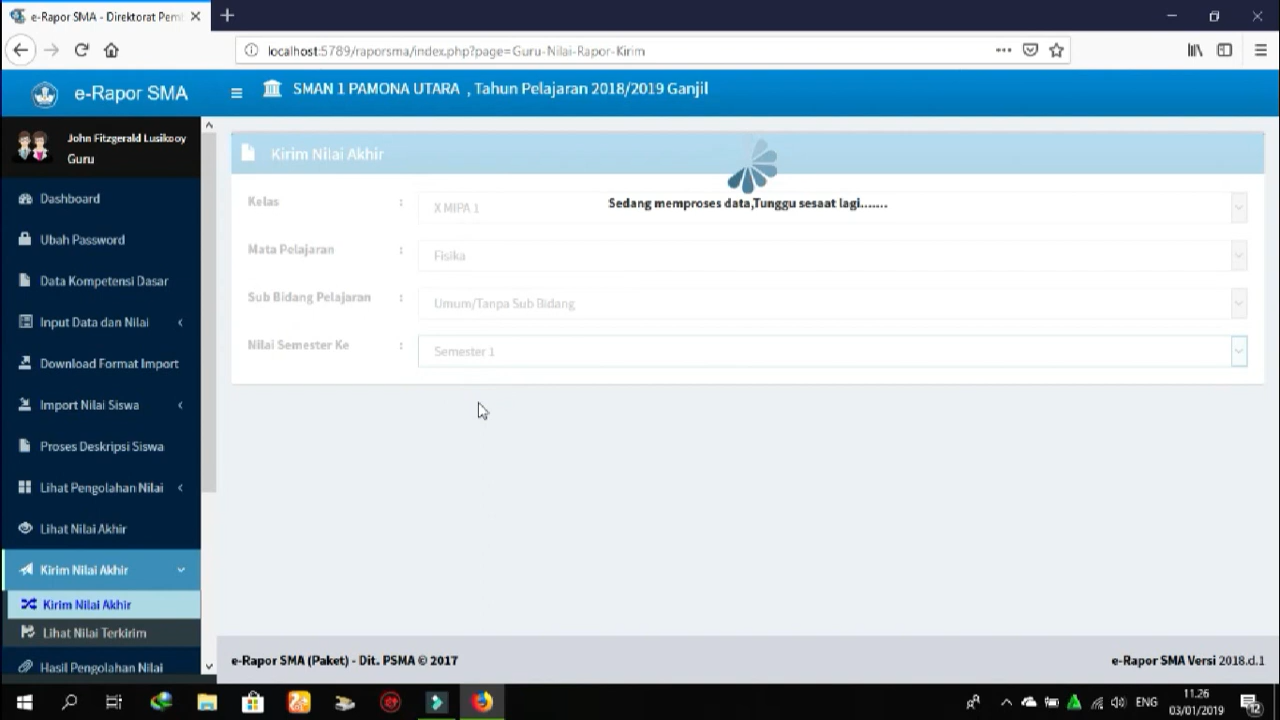 e-Rapor SMA - Direktorat Pemb
localhost:5789/raporsma/index.php?page=Guru-Nilai-Rapor-Kirim
e-Rapor SMA
SMAN 1 PAMONA UTARA , Tahun Pelajaran 2018/2019 Ganjil
John Fitzgerald Lusikooy
Guru
Dashboard
Ubah Password
Data Kompetensi Dasar
Input Data dan Nilai
Download Format Import
Import Nilai Siswa
Proses Deskripsi Siswa
Lihat Pengolahan Nilai
Lihat Nilai Akhir
Kirim Nilai Akhir
Kirim Nilai Akhir
Lihat Nilai Terkirim
Hasil Pengolahan Nilai
Kirim Nilai Akhir
Sedang memproses data,Tunggu sesaat lagi.......
Kelas : X MIPA 1
Mata Pelajaran : Fisika
Sub Bidang Pelajaran : Umum/Tanpa Sub Bidang
Nilai Semester Ke : Semester 1
e-Rapor SMA (Paket) - Dit. PSMA © 2017
e-Rapor SMA Versi 2018.d.1
ENG
11.26
03/01/2019
12